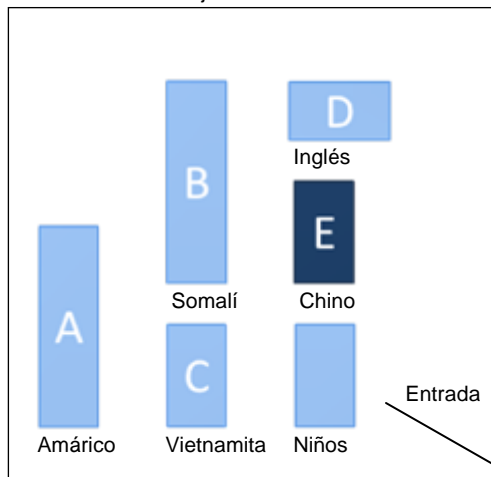 D
Inglés
B
E
Somalí
Chino
A
C
Entrada
Amárico
Vietnamita
Niños